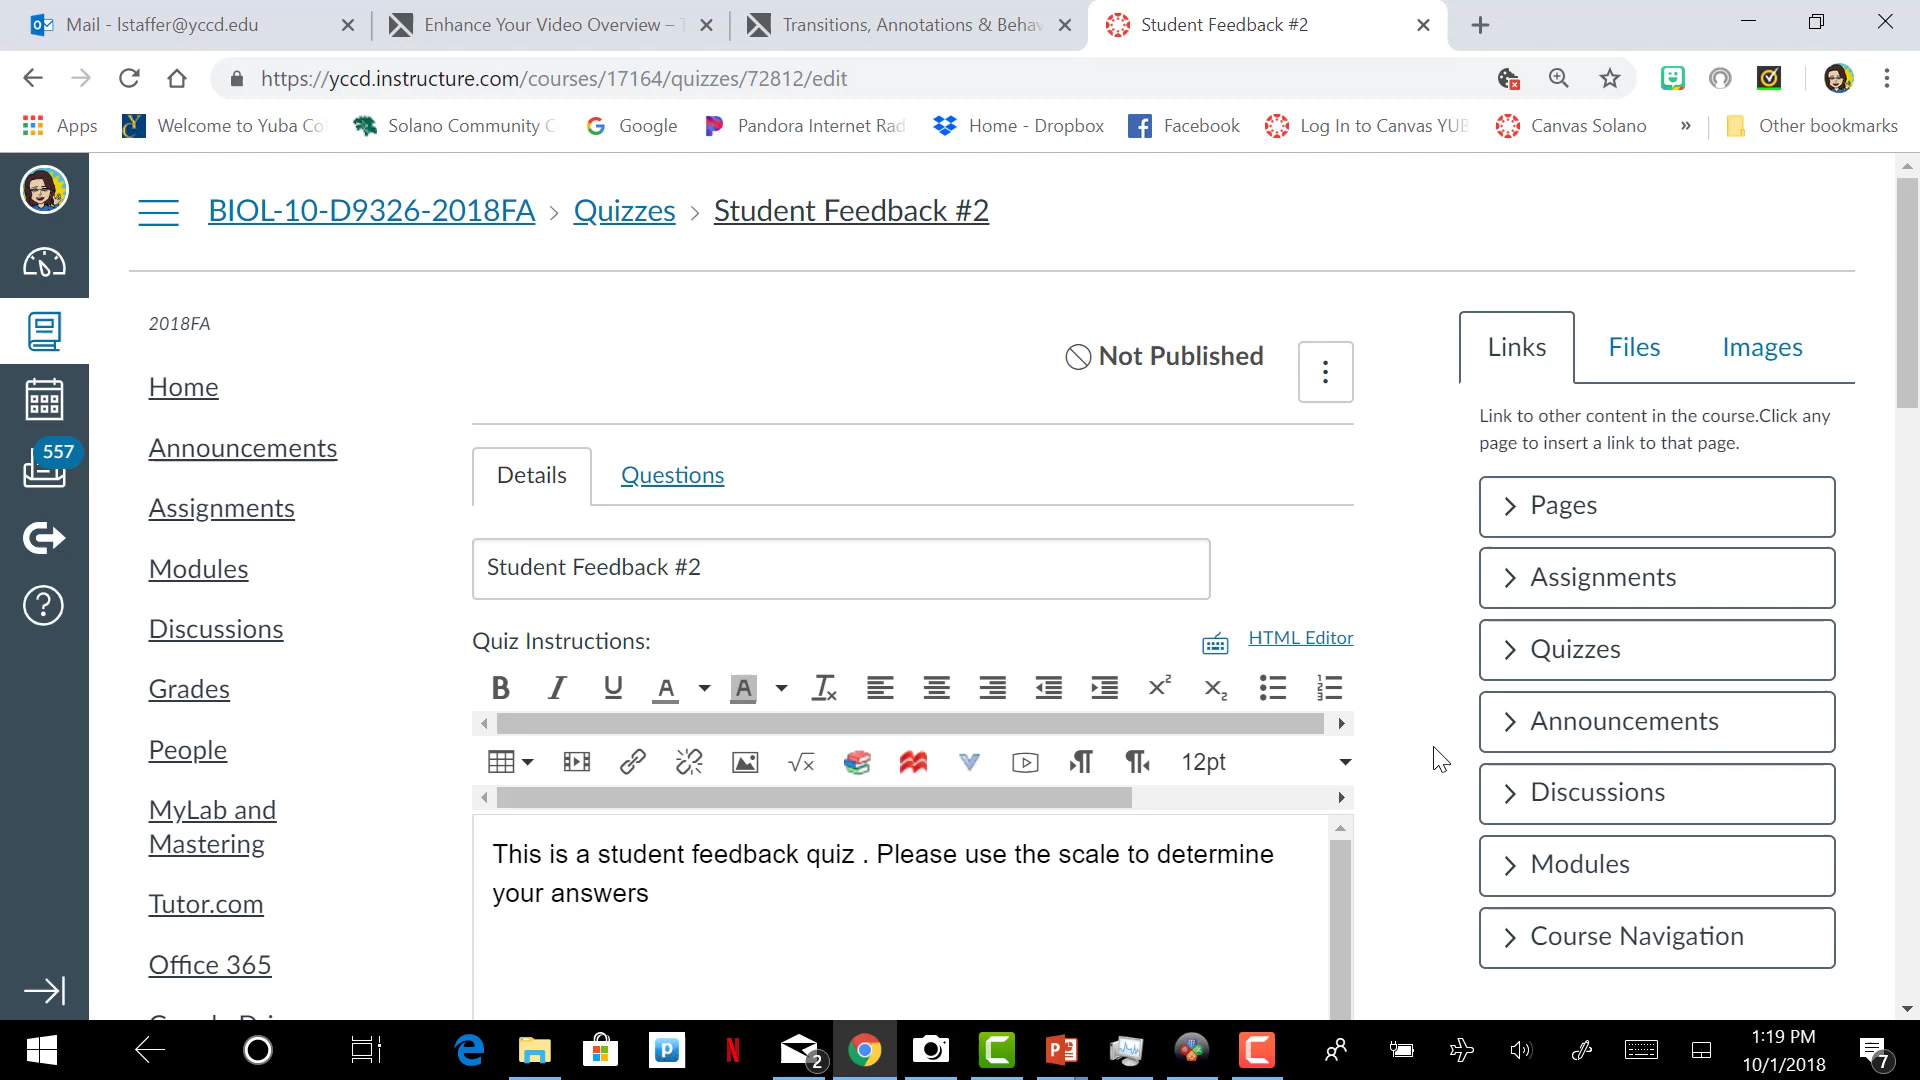 Mail - lstaffer@yccd.edu
Enhance Your Video Overview –
Transitions, Annotations & Behav
Student Feedback #2
https://yccd.instructure.com/courses/17164/quizzes/72812/edit
Apps
Welcome to Yuba Co
Solano Community C
Google
Pandora Internet Rad
Home - Dropbox
Facebook
Log In to Canvas YUB
Canvas Solano
»
Other bookmarks
BIOL-10-D9326-2018FA > Quizzes > Student Feedback #2
2018FA
Home
Announcements
Assignments
Modules
Discussions
Grades
People
MyLab and
Mastering
Tutor.com
Office 365
557
Not Published
Details
Questions
Student Feedback #2
Quiz Instructions:
HTML Editor
12pt
This is a student feedback quiz . Please use the scale to determine
your answers
Links
Files
Images
Link to other content in the course.Click any
page to insert a link to that page.
Pages
Assignments
Quizzes
Announcements
Discussions
Modules
Course Navigation
2
1:19 PM
10/1/2018
7